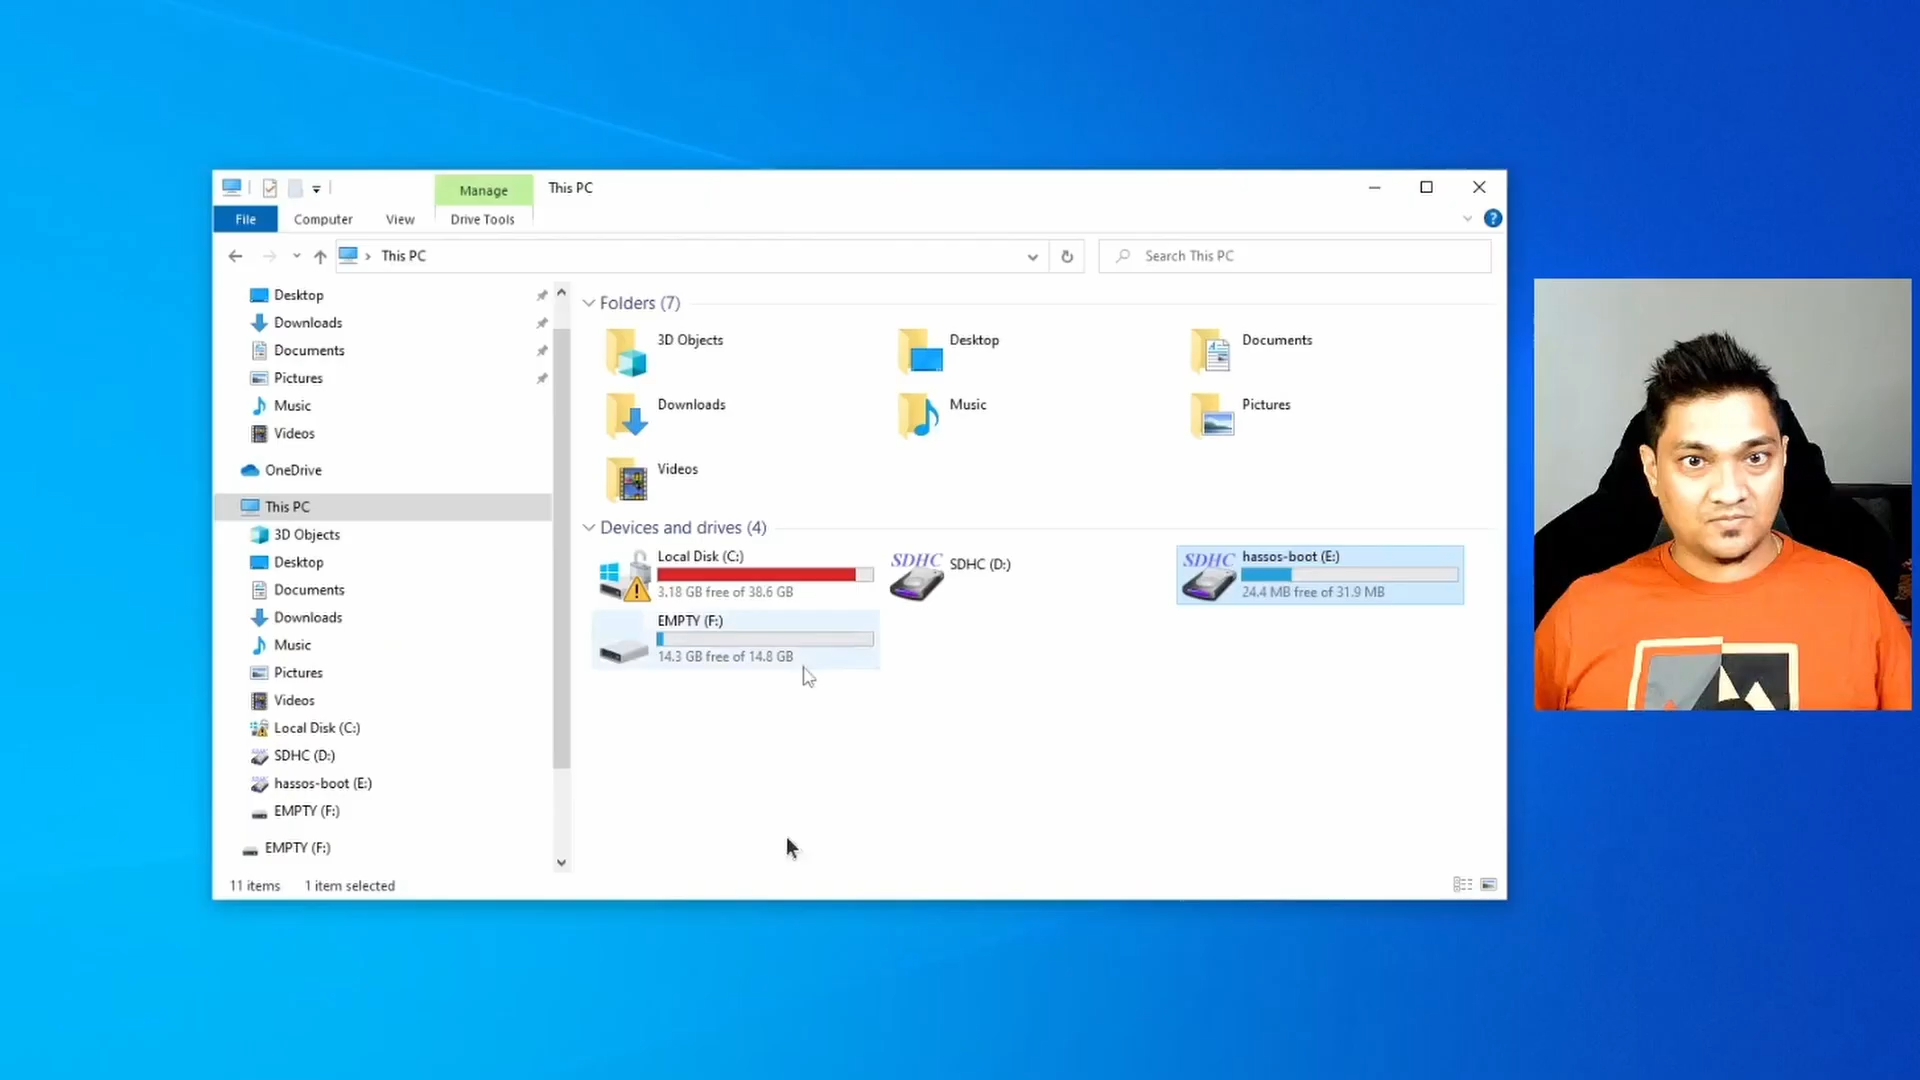 Manage
This PC
File
Computer
View
Drive Tools
This PC
Search This PC
Desktop
Downloads
Documents
Pictures
Music
Videos
OneDrive
This PC
3D Objects
Desktop
Documents
Downloads
Music
Pictures
Videos
Local Disk (C:)
SDHC (D:)
hassos-boot (E:)
EMPTY (F:)
EMPTY (F:)
Folders (7)
3D Objects
Desktop
Documents
Downloads
Music
Pictures
Videos
Devices and drives (4)
Local Disk (C:)
3.18 GB free of 38.6 GB
SDHC
SDHC (D:)
SDHC
hassos-boot (E:)
24.4 MB free of 31.9 MB
EMPTY (F:)
14.3 GB free of 14.8 GB
11 items
1 item selected